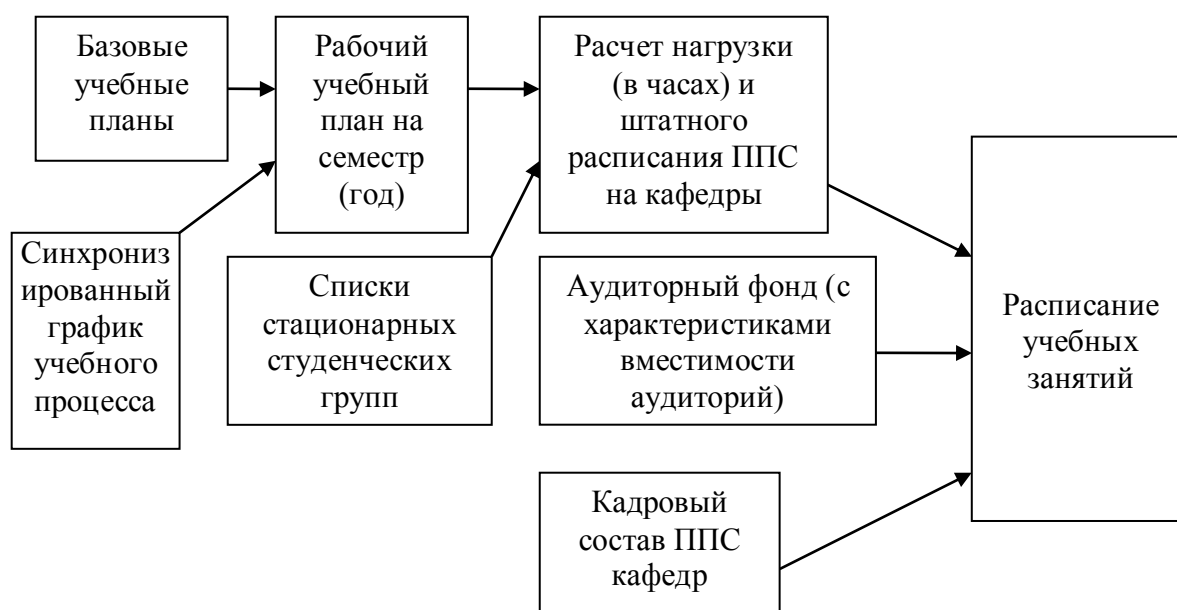 Базовые
учебные
планы
Рабочий
учебный
план на
семестр
(год)
Расчет нагрузки
(в часах) и
штатного
расписания ППС
на кафедры
Синхрониз
ированный
график
учебного
процесса
Списки
стационарных
студенческих
групп
Аудиторный фонд (с
характеристиками
вместимости
аудиторий)
Расписание
учебных
занятий
Кадровый
состав ППС
кафедр